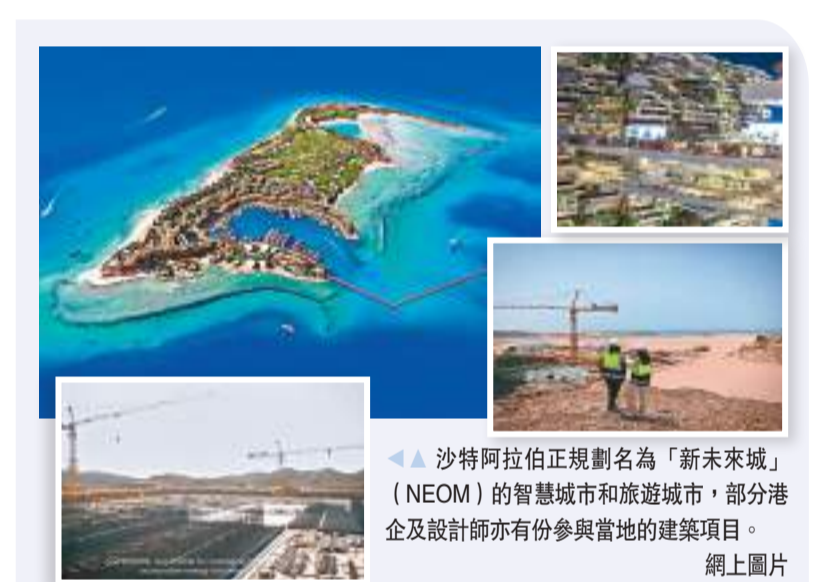 ◀▲ 沙特阿拉伯正規劃名為「新未來城」
（NEOM）的智慧城市和旅遊城市，部分港
企及設計師亦有份參與當地的建築項目。
網上圖片